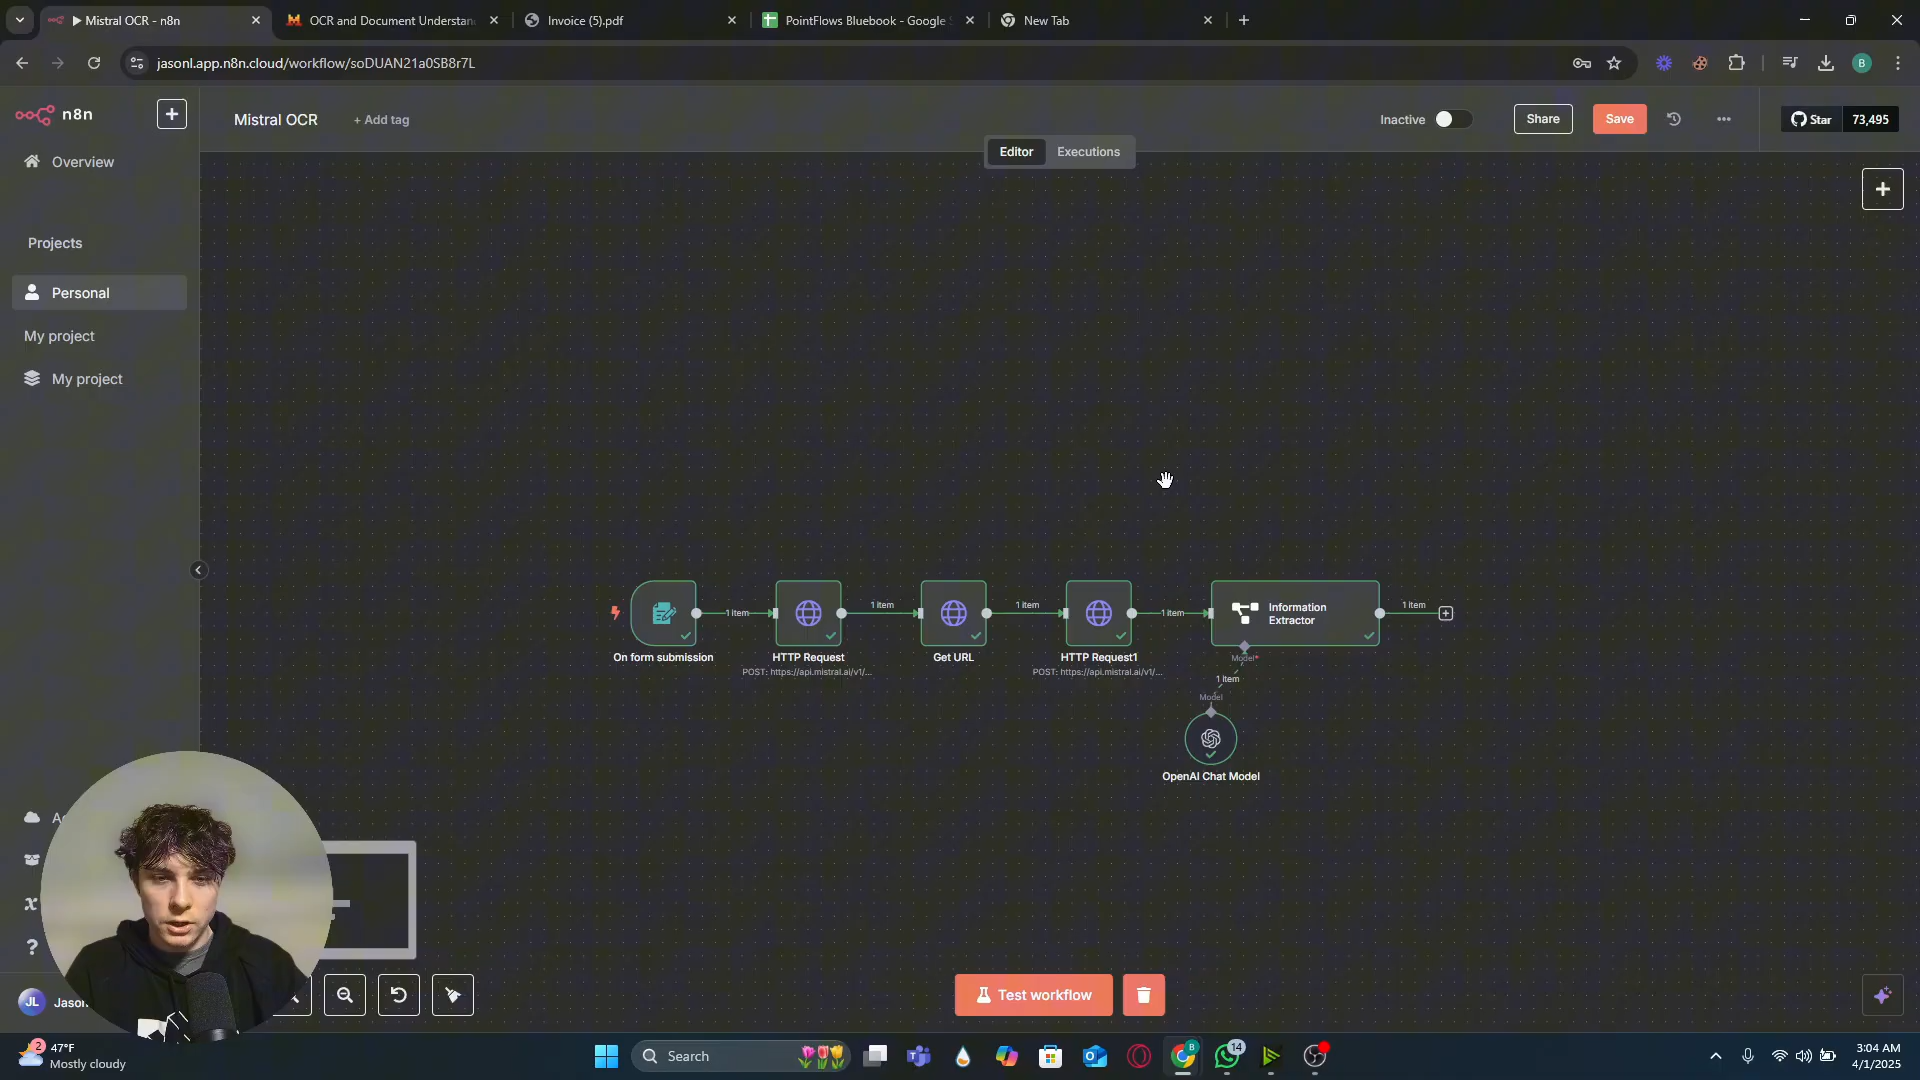 Mistral OCR - n8n
OCR and Document Understan
Invoice (5).pdf
PointFlows Bluebook - Google
New Tab
jasonl.app.n8n.cloud/workflow/soDUAN21a0SB8r7L
B
n8n
Mistral OCR
+ Add tag
Inactive
Share
Save
Star
73,495
Editor
Executions
Overview
Projects
Personal
My project
My project
1 item
1 item
1 item
1 item
1 item
Information
Extractor
On form submission
HTTP Request
Get URL
HTTP Request1
Model*
POST: https://api.mistral.ai/v1/...
POST: https://api.mistral.ai/v1/...
1 item
Model
OpenAI Chat Model
JL
Test workflow
2
47°F
Mostly cloudy
Search
B
14
3:04 AM
4/1/2025